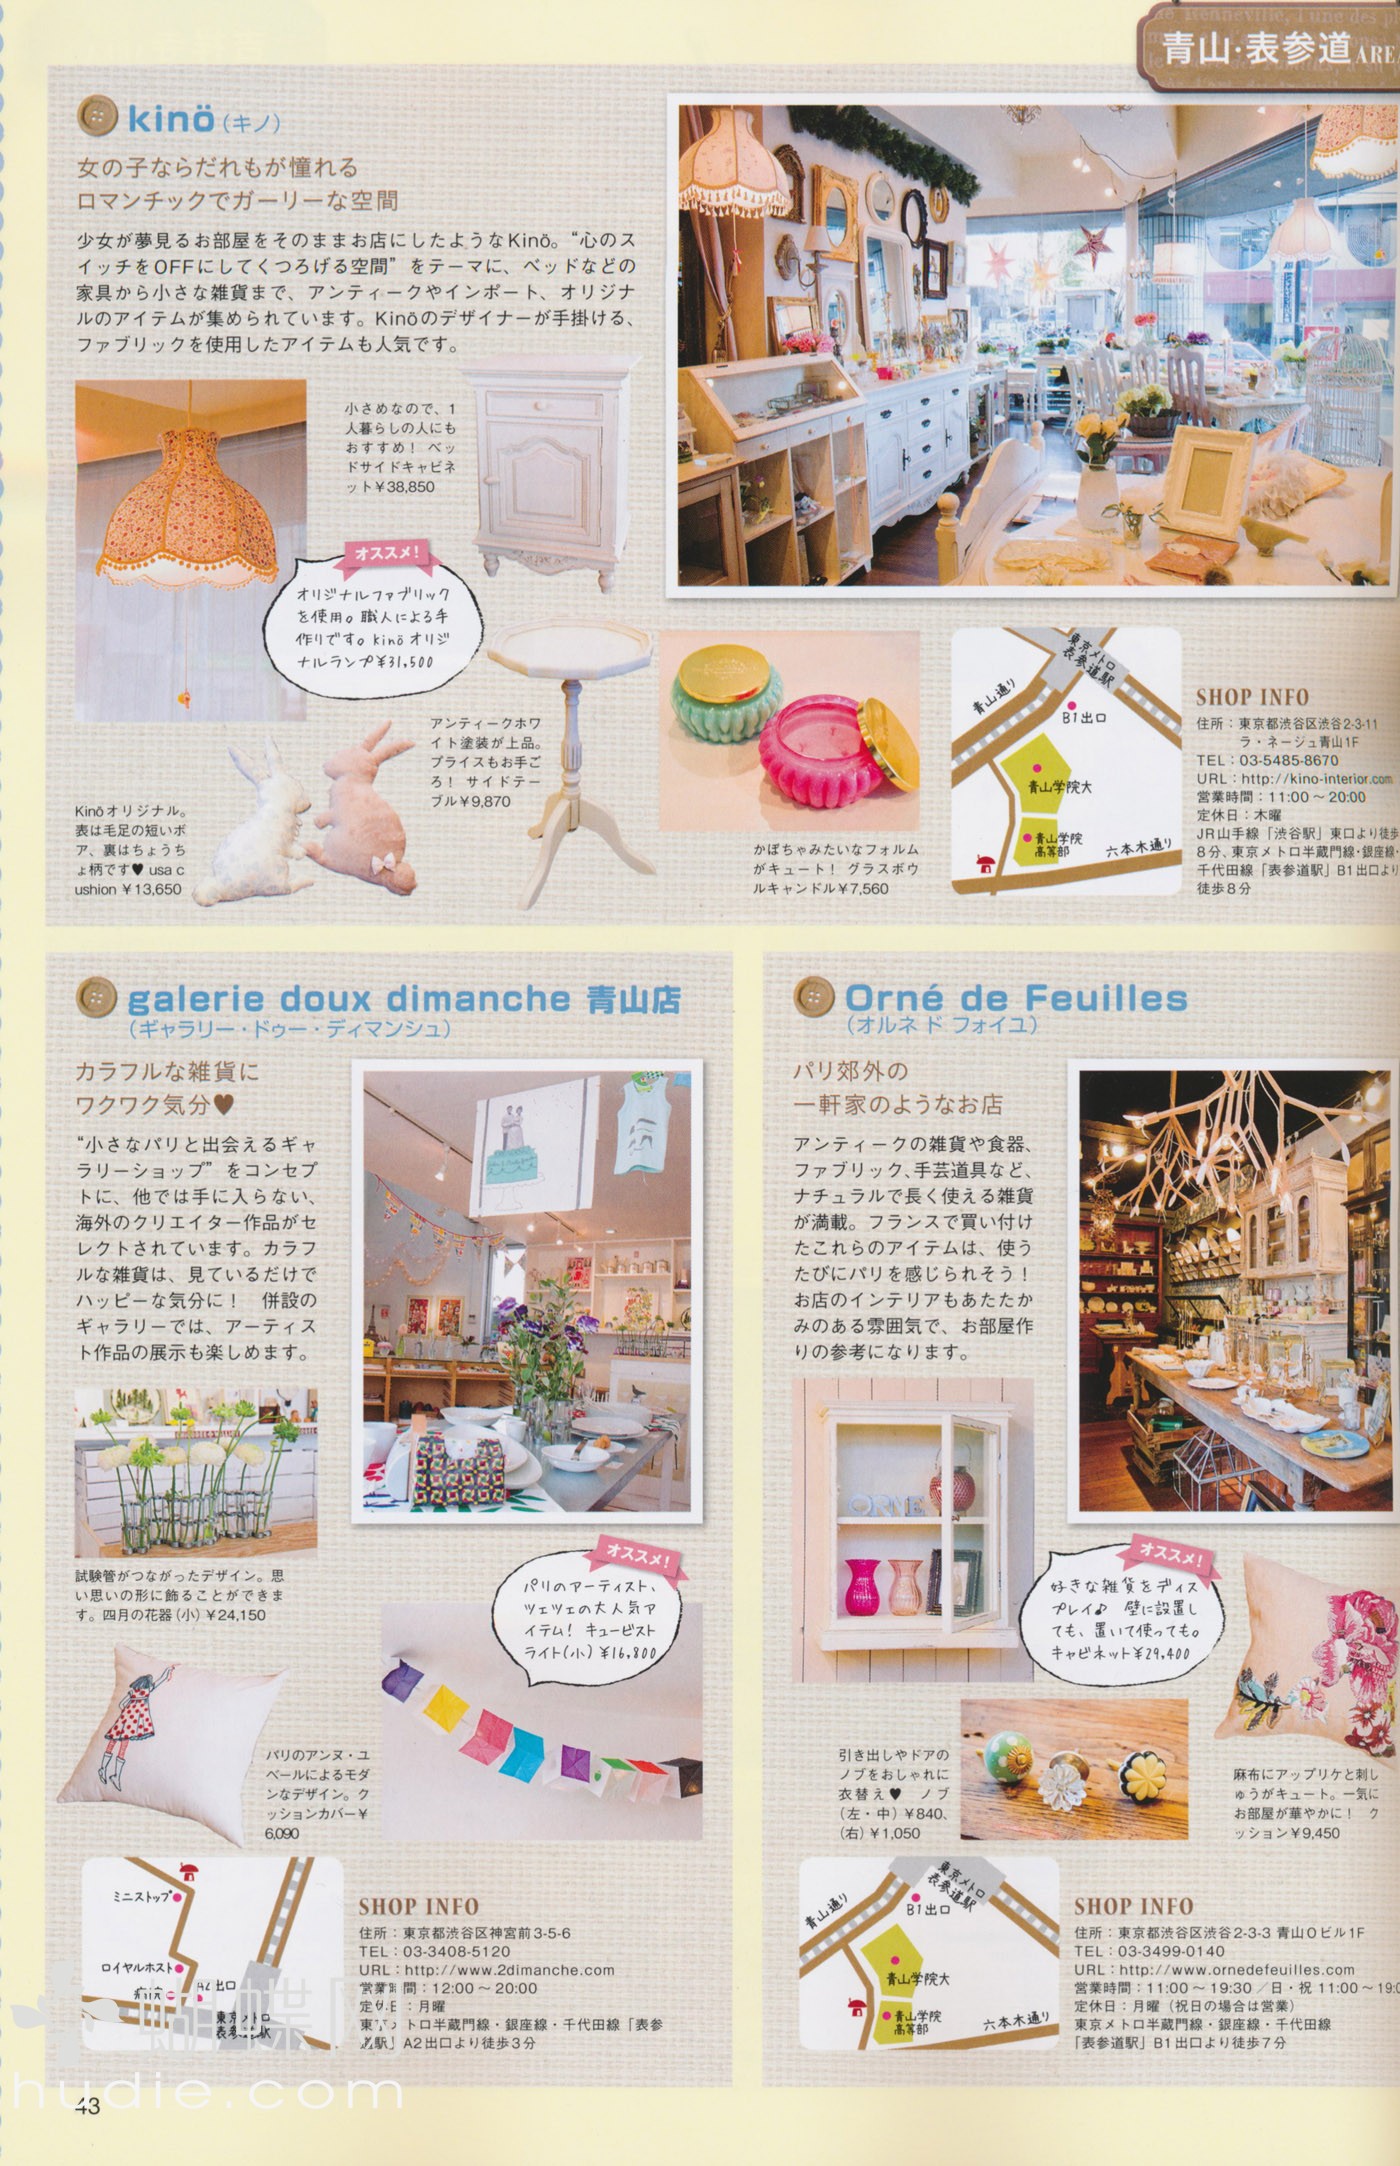 青山・表参道 AREA
kinö（キノ）
女の子ならだれもが憧れる
ロマンチックでガーリーな空間
少女が夢見るお部屋をそのままお店にしたようなKinö。“心のス
イッチをOFFにしてくつろげる空間” をテーマに、ベッドなどの
家具から小さな雑貨まで、アンティークやインポート、オリジナ
ルのアイテムが集められています。Kinöのデザイナーが手掛ける、
ファブリックを使用したアイテムも人気です。
小さめなので、1
人暮らしの人にも
おすすめ！ ベッ
ドサイドキャビネ
ット￥38,850
オススメ！
オリジナルファブリック
を使用。職人による手
作りです。kinö オリジ
ナルランプ￥31,500
アンティークホワ
イト塗装が上品。
プライスもお手ご
ろ！ サイドテー
ブル￥9,870
Kinöオリジナル。
表は毛足の短いボ
ア、裏はちょうち
ょ柄です♥ usa c
ushion ￥13,650
かぼちゃみたいなフォルム
がキュート！ グラスボウ
ルキャンドル￥7,560
東京メトロ
表参道駅
青山通り
B1出口
青山学院大
青山学院
高等部
六本木通り
SHOP INFO
住所：東京都渋谷区渋谷2-3-11
ラ・ネージュ青山1F
TEL：03-5485-8670
URL：http://kino-interior.com
営業時間：11:00～20:00
定休日：木曜
JR山手線「渋谷駅」東口より徒歩
8分、東京メトロ半蔵門線・銀座線・
千代田線「表参道駅」B1出口より
徒歩8分
galerie doux dimanche 青山店
（ギャラリー・ドゥー・ディマンシュ）
カラフルな雑貨に
ワクワク気分♥
“小さなパリと出会えるギャ
ラリーショップ” をコンセプ
トに、他では手に入らない、
海外のクリエイター作品がセ
レクトされています。カラフ
ルな雑貨は、見ているだけで
ハッピーな気分に！ 併設の
ギャラリーでは、アーティス
ト作品の展示も楽しめます。
試験管がつながったデザイン。思
い思いの形に飾ることができま
す。四月の花器（小）￥24,150
オススメ！
パリのアーティスト、
ツェツェの大人気ア
イテム！ キュービスト
ライト(小)￥16,800
パリのアンヌ・ユ
ベールによるモダ
ンなデザイン。ク
ッションカバー￥
6,090
ミニストップ
ロイヤルホスト
病院
A2出口
東京メトロ
表参道駅
SHOP INFO
住所：東京都渋谷区神宮前3-5-6
TEL：03-3408-5120
URL：http://www.2dimanche.com
営業時間：12:00～20:00
定休日：月曜
東京メトロ半蔵門線・銀座線・千代田線「表参
道駅」A2出口より徒歩3分
Orné de Feuilles
（オルネ ド フォイユ）
パリ郊外の
一軒家のようなお店
アンティークの雑貨や食器、
ファブリック、手芸道具など、
ナチュラルで長く使える雑貨
が満載。フランスで買い付け
たこれらのアイテムは、使う
たびにパリを感じられそう！
お店のインテリアもあたたか
みのある雰囲気で、お部屋作
りの参考になります。
ORNE
オススメ！
好きな雑貨をディス
プレイ♪ 壁に設置し
ても、置いて使っても。
キャビネット￥29,400
引き出しやドアの
ノブをおしゃれに
衣替え♥ ノブ
（左・中）￥840、
（右）￥1,050
麻布にアップリケと刺し
ゅうがキュート。一気に
お部屋が華やかに！ ク
ッション￥9,450
東京メトロ
表参道駅
青山通り
B1出口
青山学院大
青山学院
高等部
六本木通り
SHOP INFO
住所：東京都渋谷区渋谷2-3-3 青山Oビル1F
TEL：03-3499-0140
URL：http://www.ornedefeuilles.com
営業時間：11:00～19:30／日・祝 11:00～19:0
定休日：月曜（祝日の場合は営業）
東京メトロ半蔵門線・銀座線・千代田線
「表参道駅」B1出口より徒歩7分
蝴蝶
hudie.com
43